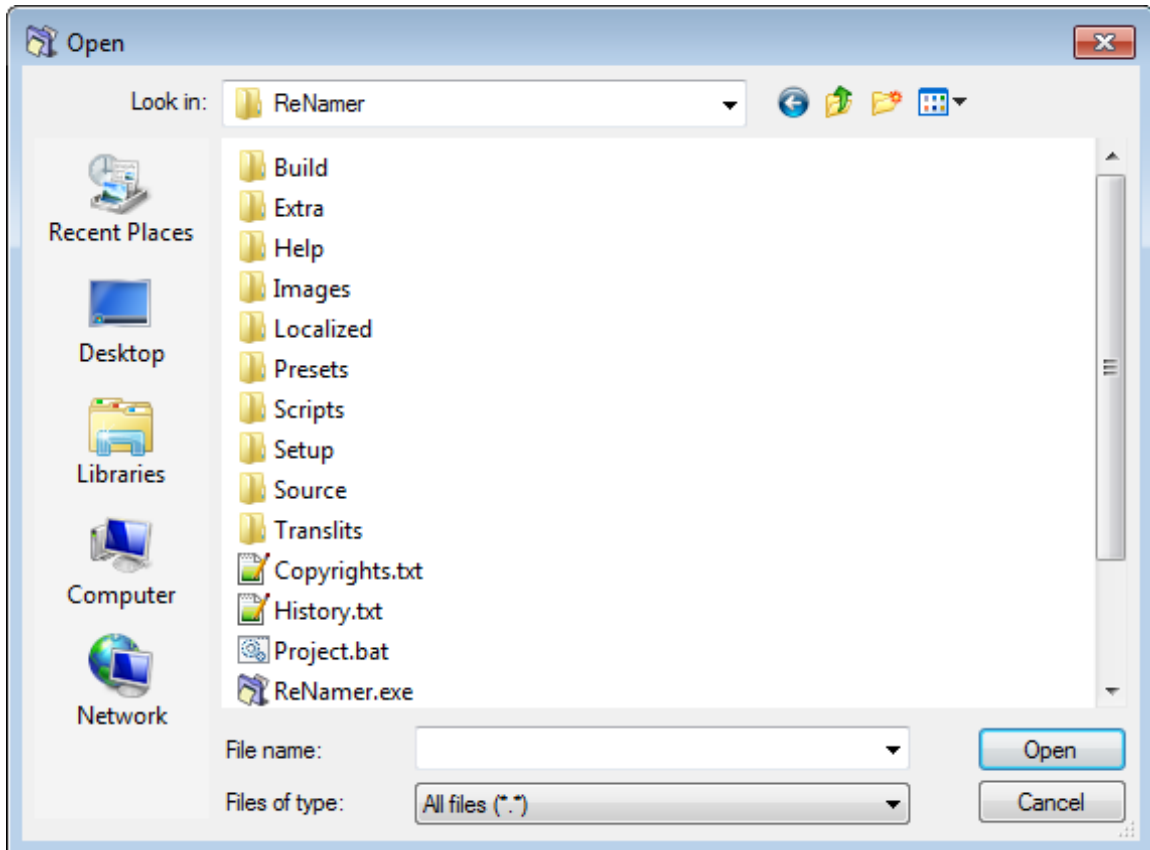 Open
Look in: ReNamer
Recent Places
Desktop
Libraries
Computer
Network
Build
Extra
Help
Images
Localized
Presets
Scripts
Setup
Source
Translits
Copyrights.txt
History.txt
Project.bat
ReNamer.exe
File name: Open
Files of type: All files (*.*) Cancel